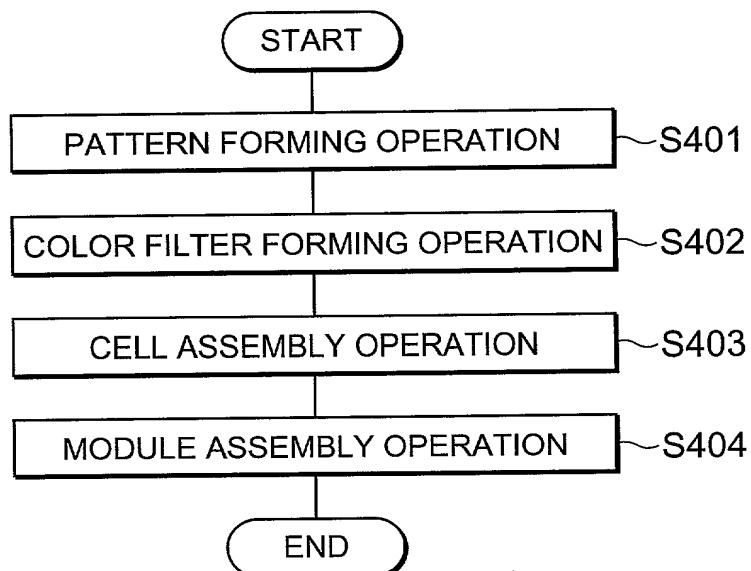 START
PATTERN FORMING OPERATION S401
COLOR FILTER FORMING OPERATION S402
CELL ASSEMBLY OPERATION S403
MODULE ASSEMBLY OPERATION S404
END